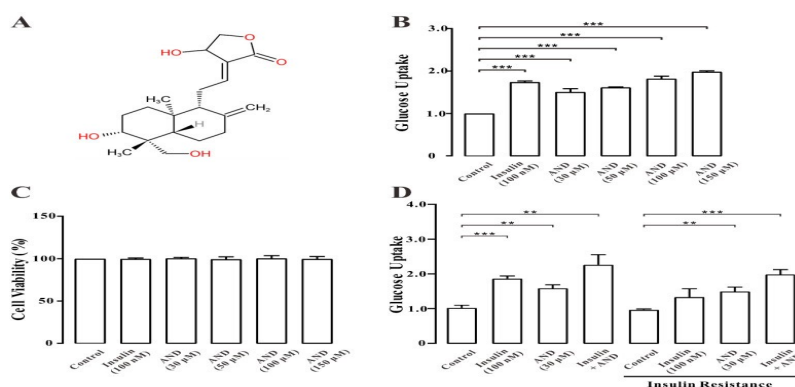 A
HO
O
O
H₃C
CH₂
H
HO
H₃C
OH
B
Glucose Uptake
3.0
2.0
1.0
0
***
***
***
***
***
Control
Insulin (100 nM)
AND (30 μM)
AND (50 μM)
AND (100 μM)
AND (150 μM)
C
Cell Viability (%)
150
100
50
0
Control
Insulin (100 nM)
AND (30 μM)
AND (50 μM)
AND (100 μM)
AND (150 μM)
D
Glucose Uptake
4.0
3.0
2.0
1.0
0
**
**
***
***
**
Control
Insulin (100 nM)
AND (30 μM)
Insulin + AND
Control
Insulin (100 nM)
AND (30 μM)
Insulin + AND
Insulin Resistance